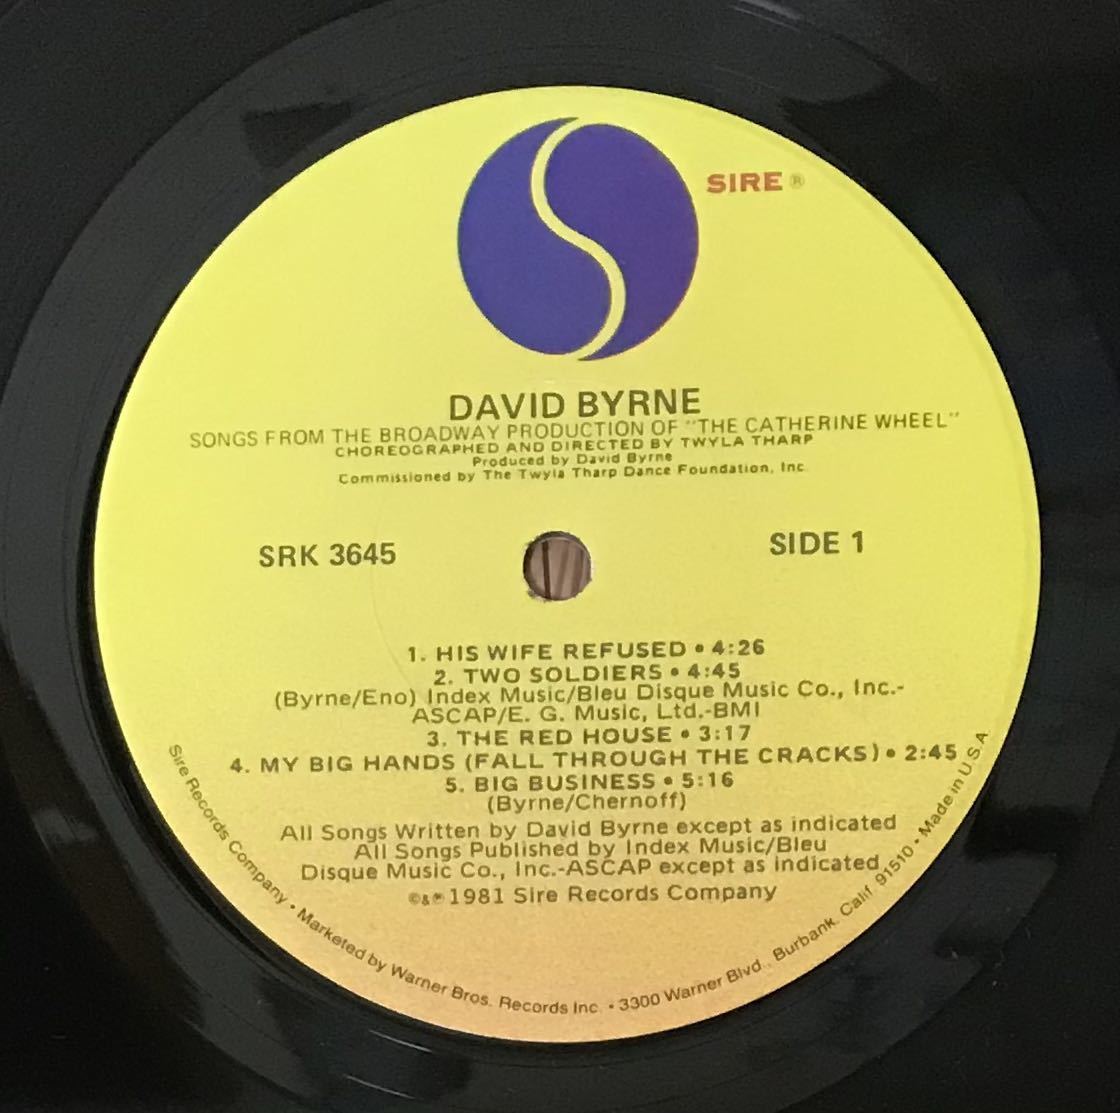 SIRE ®
DAVID BYRNE
SONGS FROM THE BROADWAY PRODUCTION OF "THE CATHERINE WHEEL"
CHOREOGRAPHED AND DIRECTED BY TWYLA THARP
Produced by David Byrne
Commissioned by The Twyla Tharp Dance Foundation, Inc.
SRK 3645
SIDE 1
1. HIS WIFE REFUSED • 4:26
2. TWO SOLDIERS • 4:45
(Byrne/Eno) Index Music/Bleu Disque Music Co., Inc.-
ASCAP/E. G. Music, Ltd.-BMI
3. THE RED HOUSE • 3:17
4. MY BIG HANDS (FALL THROUGH THE CRACKS) • 2:45
5. BIG BUSINESS • 5:16
(Byrne/Chernoff)
All Songs Written by David Byrne except as indicated
All Songs Published by Index Music/Bleu
Disque Music Co., Inc.-ASCAP except as indicated
©&℗ 1981 Sire Records Company
Sire Records Company • Marketed by Warner Bros. Records Inc. • 3300 Warner Blvd., Burbank, Calif. 91510 • Made in U.S.A.